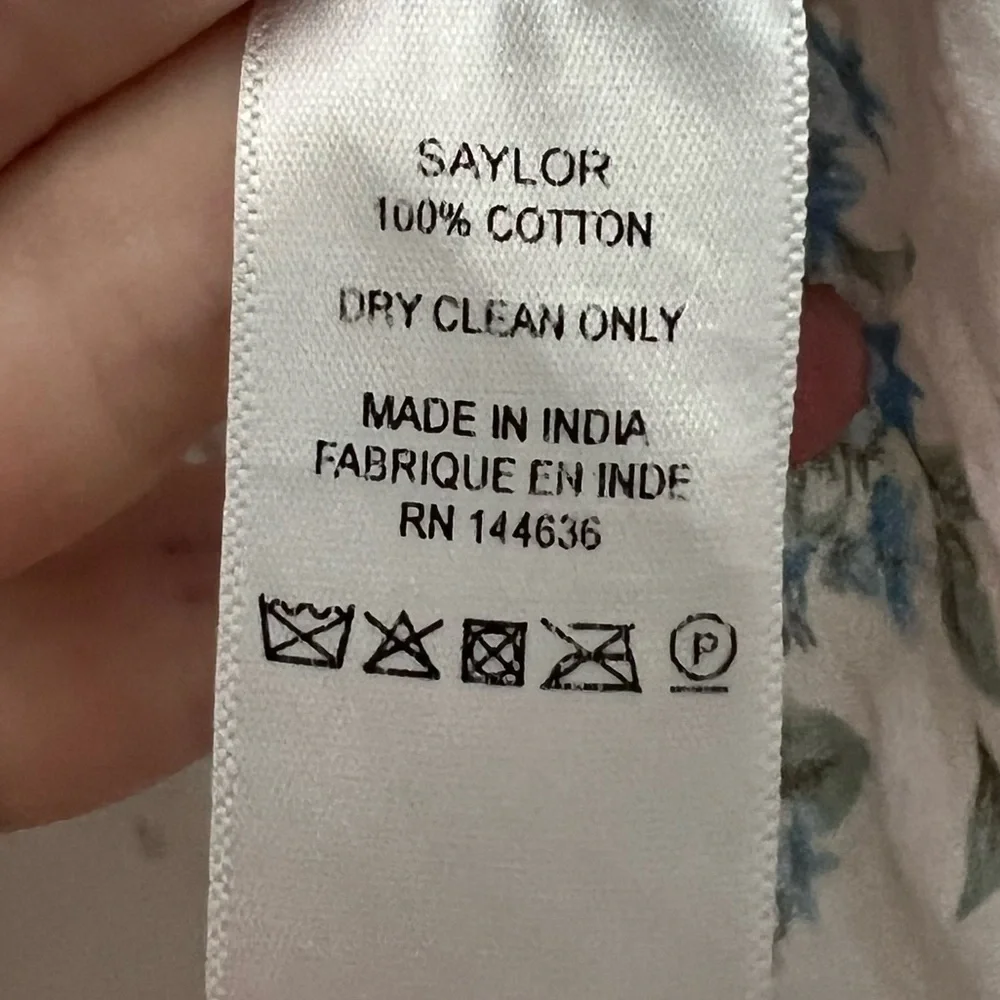 SAYLOR
100% COTTON
DRY CLEAN ONLY
MADE IN INDIA
FABRIQUE EN INDE
RN 144636
P